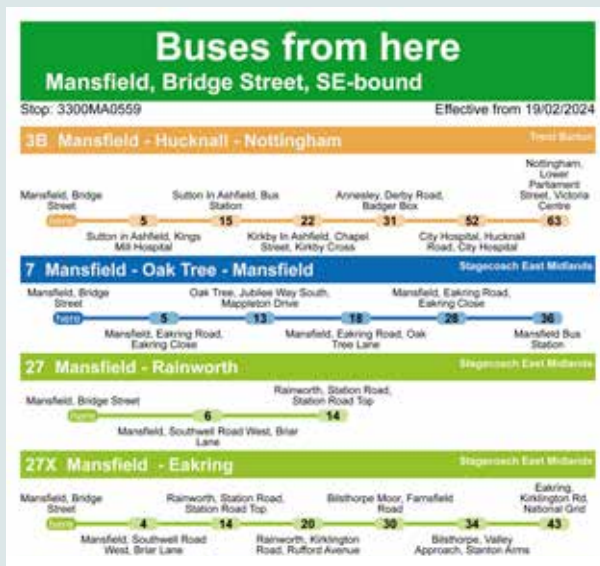 Buses from here
Mansfield, Bridge Street, SE-bound
Stop: 3300MA0559 Effective from 19/02/2024
3B Mansfield - Hucknall - Nottingham Trent Barton
Mansfield, Bridge
Street
Sutton In Ashfield, Bus
Station
Annesley, Derby Road,
Badger Box
Nottingham,
Lower
Parliament
Street, Victoria
Centre
here 5 15 22 31 52 63
Sutton in Ashfield, Kings
Mill Hospital
Kirkby In Ashfield, Chapel
Street, Kirkby Cross
City Hospital, Hucknall
Road, City Hospital
7 Mansfield - Oak Tree - Mansfield Stagecoach East Midlands
Mansfield, Bridge
Street
Oak Tree, Jubilee Way South,
Mappleton Drive
Mansfield, Eakring Road,
Eakring Close
here 5 13 18 28 36
Mansfield, Eakring Road,
Eakring Close
Mansfield, Eakring Road, Oak
Tree Lane
Mansfield Bus
Station
27 Mansfield - Rainworth Stagecoach East Midlands
Mansfield, Bridge Street
Rainworth, Station Road,
Station Road Top
here 6 14
Mansfield, Southwell Road West, Briar
Lane
27X Mansfield - Eakring Stagecoach East Midlands
Mansfield, Bridge
Street
Rainworth, Station Road,
Station Road Top
Bilsthorpe Moor, Farnsfield
Road
Eakring,
Kirklington Rd,
National Grid
here 4 14 20 30 34 43
Mansfield, Southwell Road
West, Briar Lane
Rainworth, Kirklington
Road, Rufford Avenue
Bilsthorpe, Valley
Approach, Stanton Arms